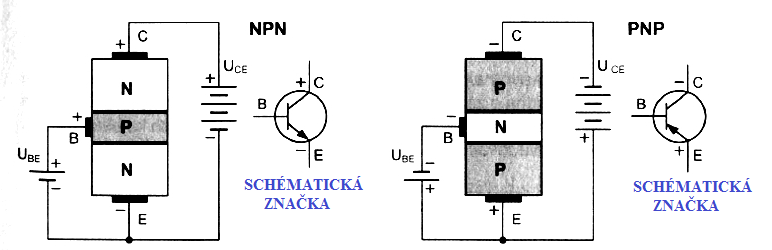 NPN
C
+
N
P
N
+
B
U_BE
+
−
−
E
U_CE
+
−
+
C
B
−
E
SCHÉMATICKÁ
ZNAČKA
PNP
C
−
P
N
P
−
B
U_BE
−
+
+
E
U_CE
−
+
−
C
B
+
E
SCHÉMATICKÁ
ZNAČKA